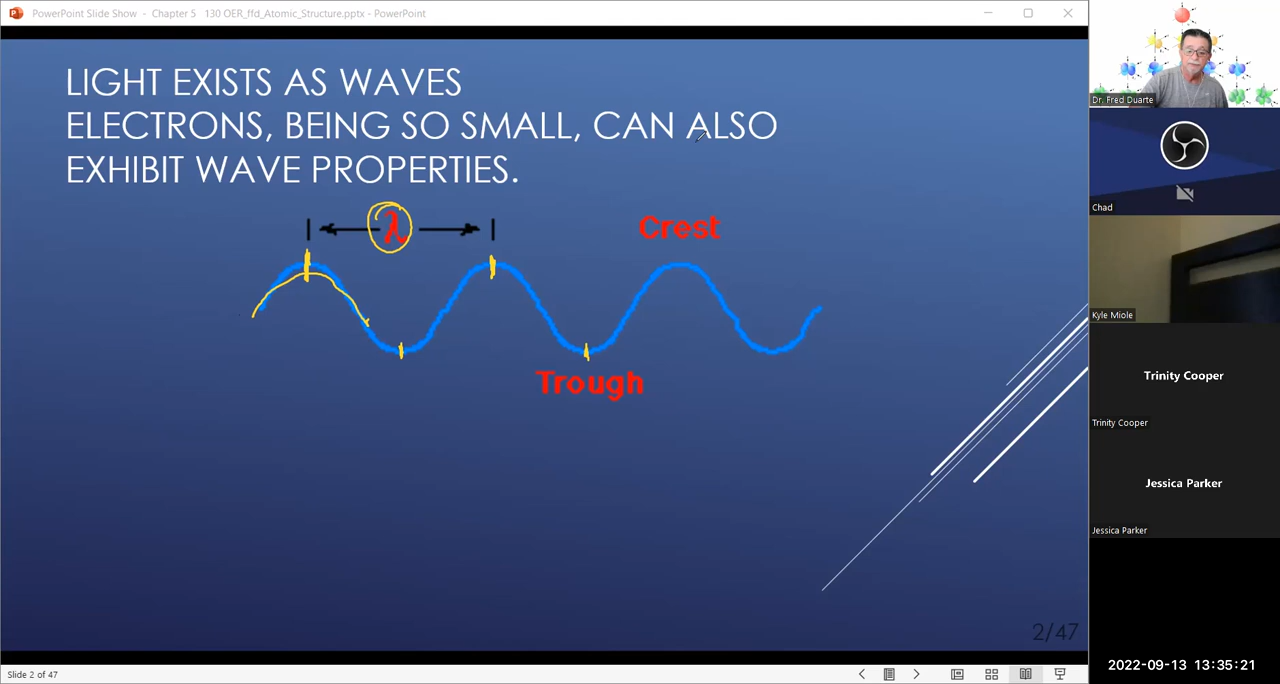 PowerPoint Slide Show - Chapter 5 130 OER_ffd_Atomic_Structure.pptx - PowerPoint
LIGHT EXISTS AS WAVES
ELECTRONS, BEING SO SMALL, CAN ALSO
EXHIBIT WAVE PROPERTIES.
λ
Crest
Trough
2/47
Slide 2 of 47
Dr. Fred Duarte
Chad
Kyle Miole
Trinity Cooper
Trinity Cooper
Jessica Parker
Jessica Parker
2022-09-13 13:35:21